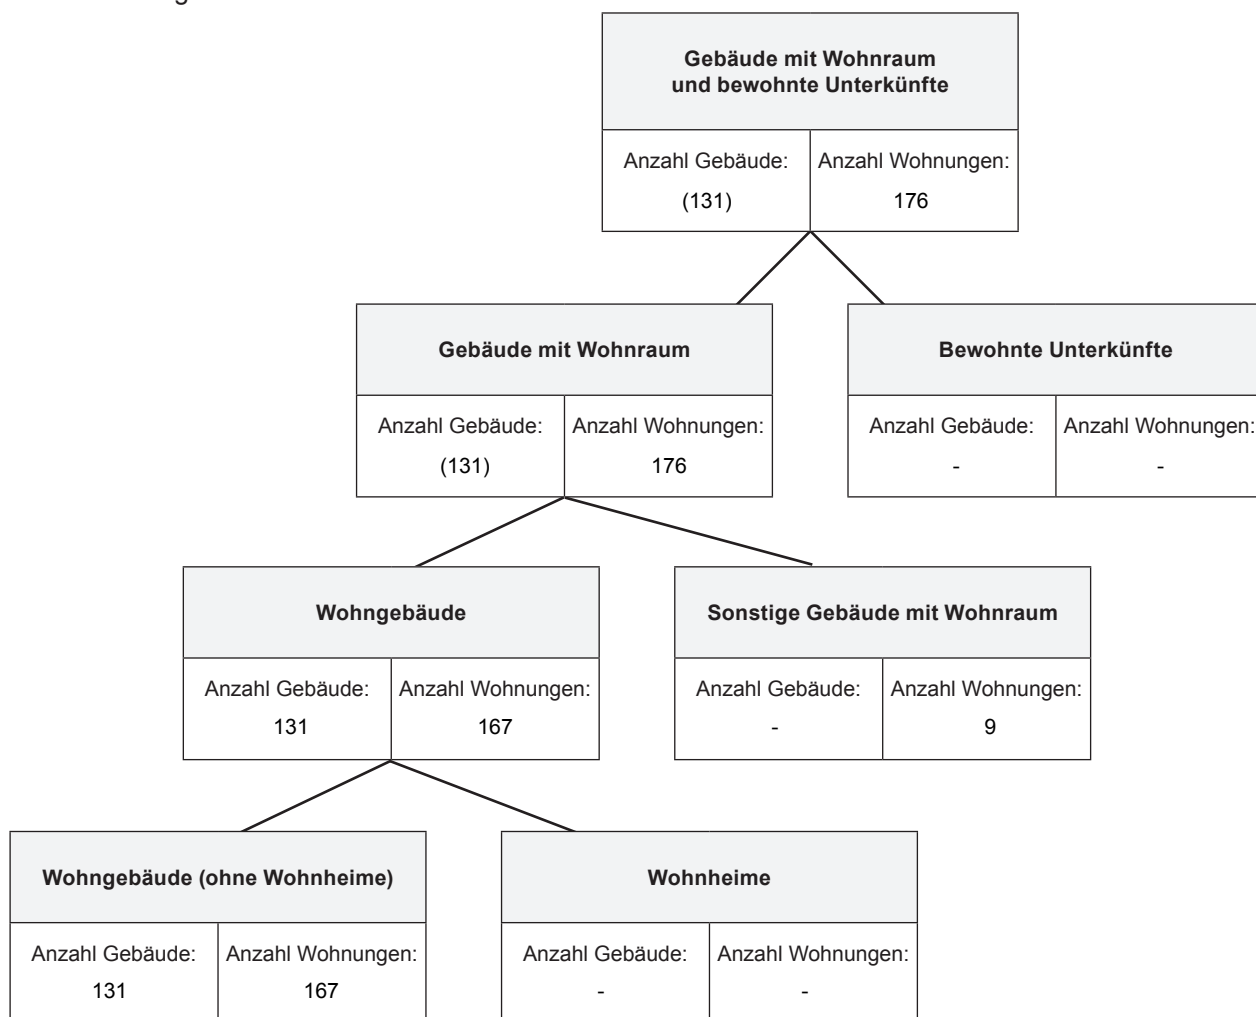 Gebäude mit Wohnraum
und bewohnte Unterkünfte
Anzahl Gebäude: Anzahl Wohnungen:
(131) 176
Gebäude mit Wohnraum Bewohnte Unterkünfte
Anzahl Gebäude: Anzahl Wohnungen: Anzahl Gebäude: Anzahl Wohnungen:
(131) 176 - -
Wohngebäude Sonstige Gebäude mit Wohnraum
Anzahl Gebäude: Anzahl Wohnungen: Anzahl Gebäude: Anzahl Wohnungen:
131 167 - 9
Wohngebäude (ohne Wohnheime) Wohnheime
Anzahl Gebäude: Anzahl Wohnungen: Anzahl Gebäude: Anzahl Wohnungen:
131 167 - -